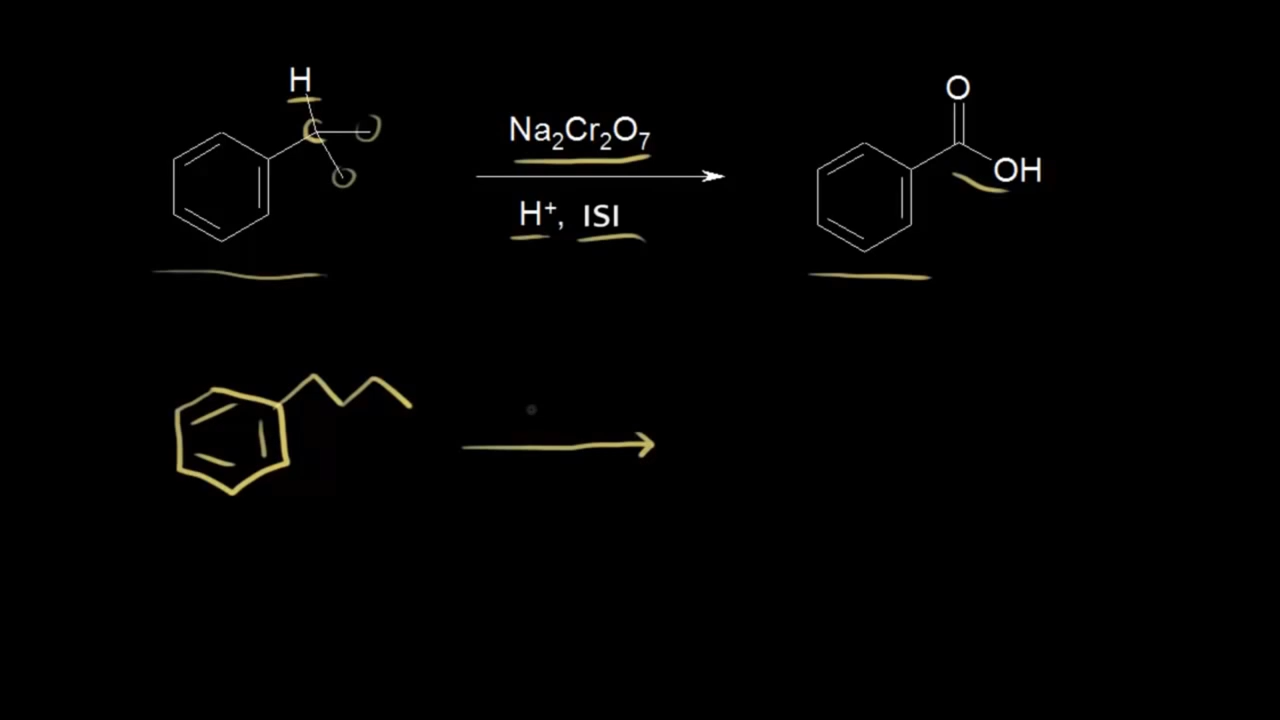 H
C
Na₂Cr₂O₇
H⁺, ISI
O
OH